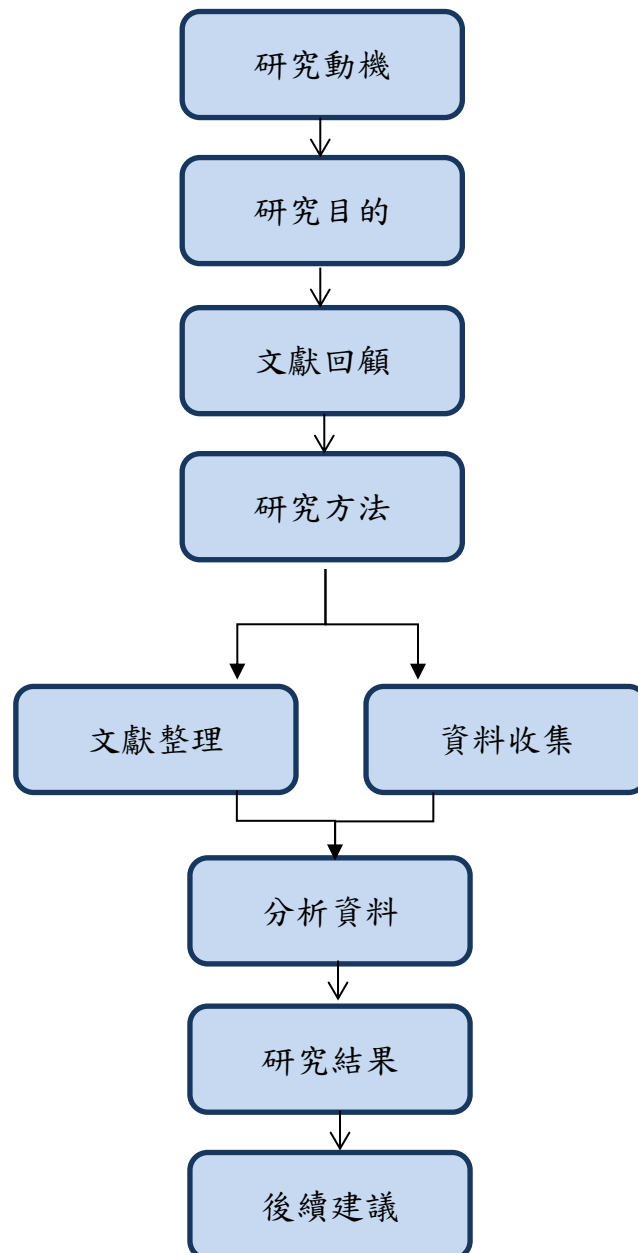 研究動機
研究目的
文獻回顧
研究方法
文獻整理
資料收集
分析資料
研究結果
後續建議